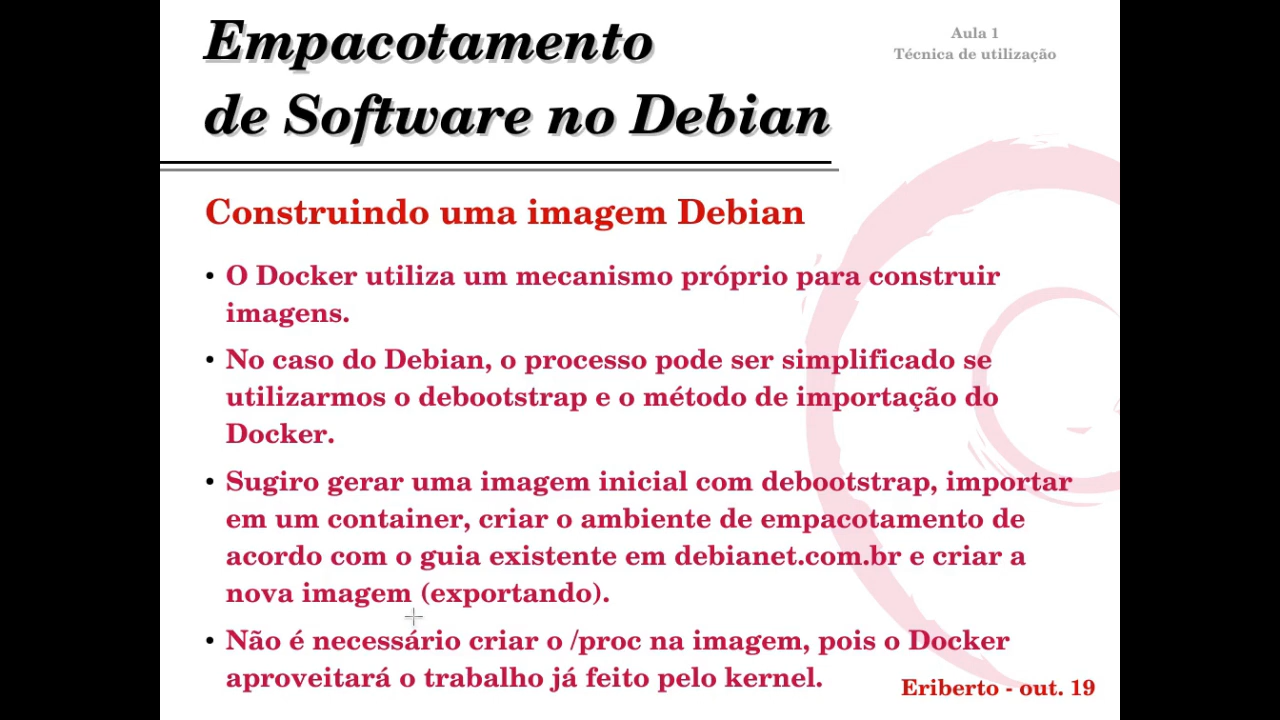 Empacotamento
de Software no Debian
Aula 1
Técnica de utilização
Construindo uma imagem Debian
• O Docker utiliza um mecanismo próprio para construir
imagens.
• No caso do Debian, o processo pode ser simplificado se
utilizarmos o debootstrap e o método de importação do
Docker.
• Sugiro gerar uma imagem inicial com debootstrap, importar
em um container, criar o ambiente de empacotamento de
acordo com o guia existente em debianet.com.br e criar a
nova imagem (exportando).
• Não é necessário criar o /proc na imagem, pois o Docker
aproveitará o trabalho já feito pelo kernel.
Eriberto - out. 19